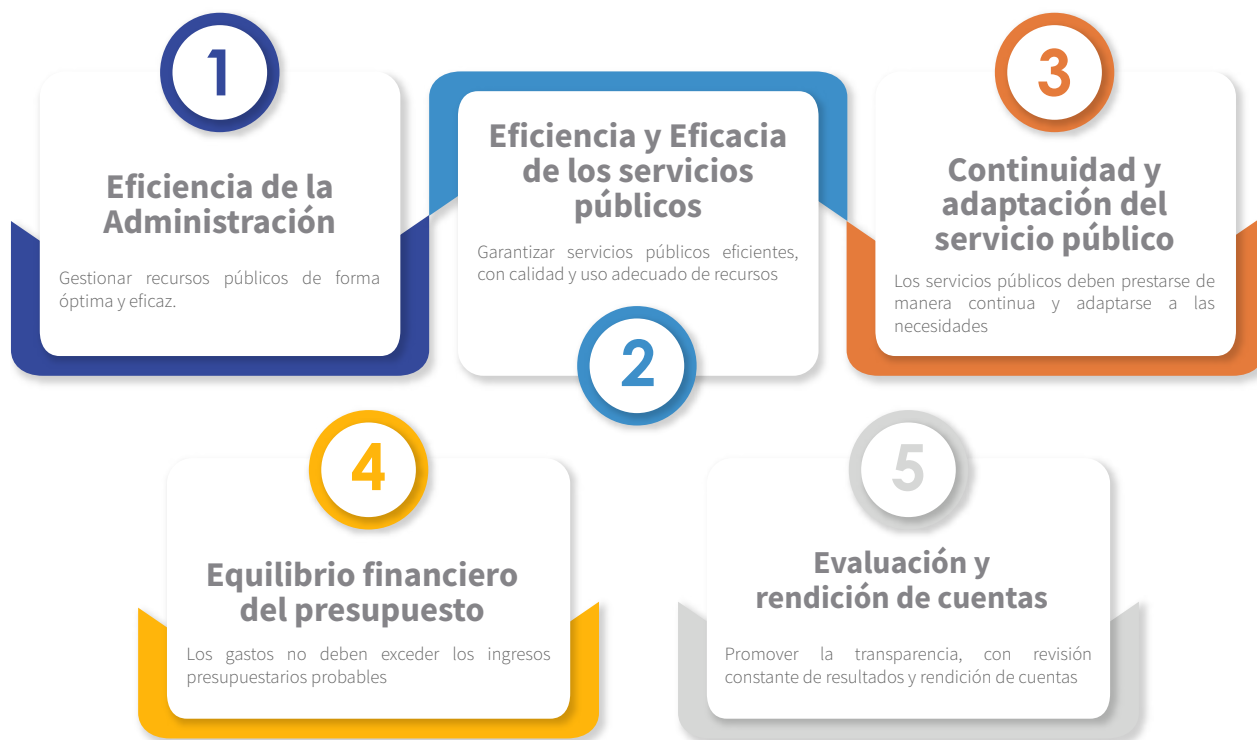 1
Eficiencia de la
Administración
Gestionar recursos públicos de forma
óptima y eficaz.
Eficiencia y Eficacia
de los servicios
públicos
Garantizar servicios públicos eficientes,
con calidad y uso adecuado de recursos
2
3
Continuidad y
adaptación del
servicio público
Los servicios públicos deben prestarse de
manera continua y adaptarse a las
necesidades
4
Equilibrio financiero
del presupuesto
Los gastos no deben exceder los ingresos
presupuestarios probables
5
Evaluación y
rendición de cuentas
Promover la transparencia, con revisión
constante de resultados y rendición de cuentas